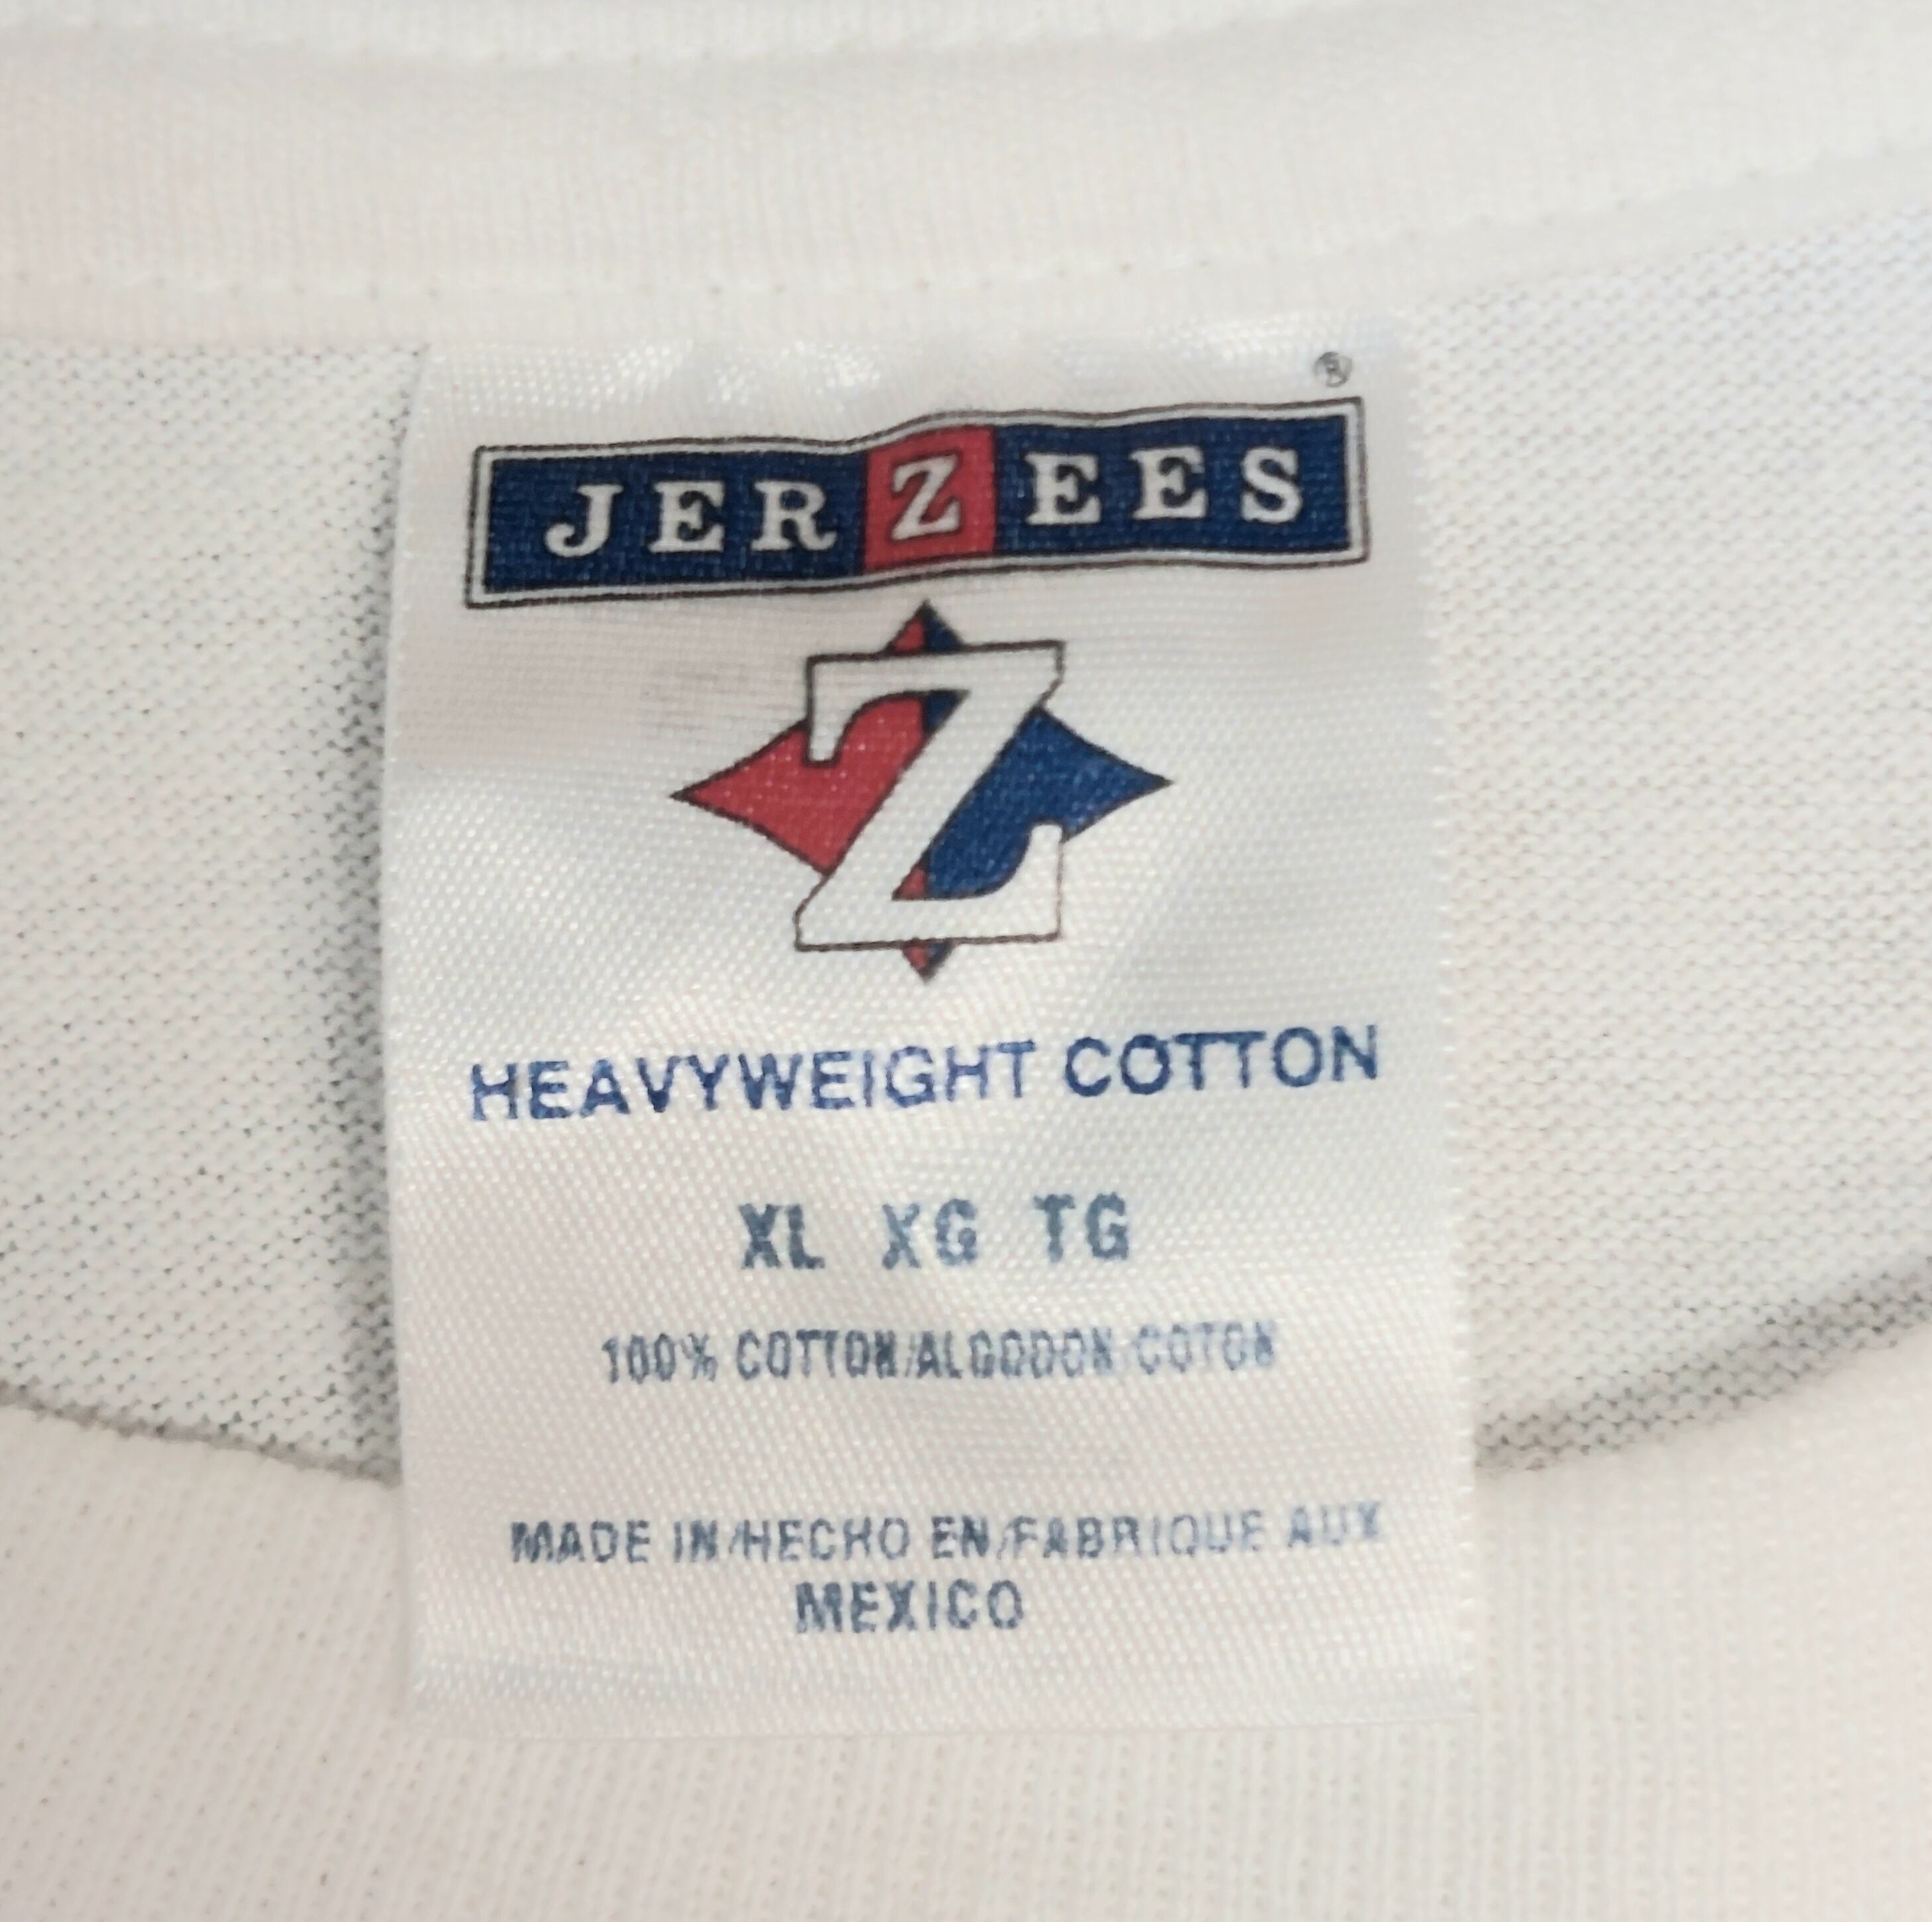 ®
JERZEES
Z
HEAVYWEIGHT COTTON
XL XG TG
100% COTTON/ALGODON/COTON
MADE IN/HECHO EN/FABRIQUE AUX
MEXICO